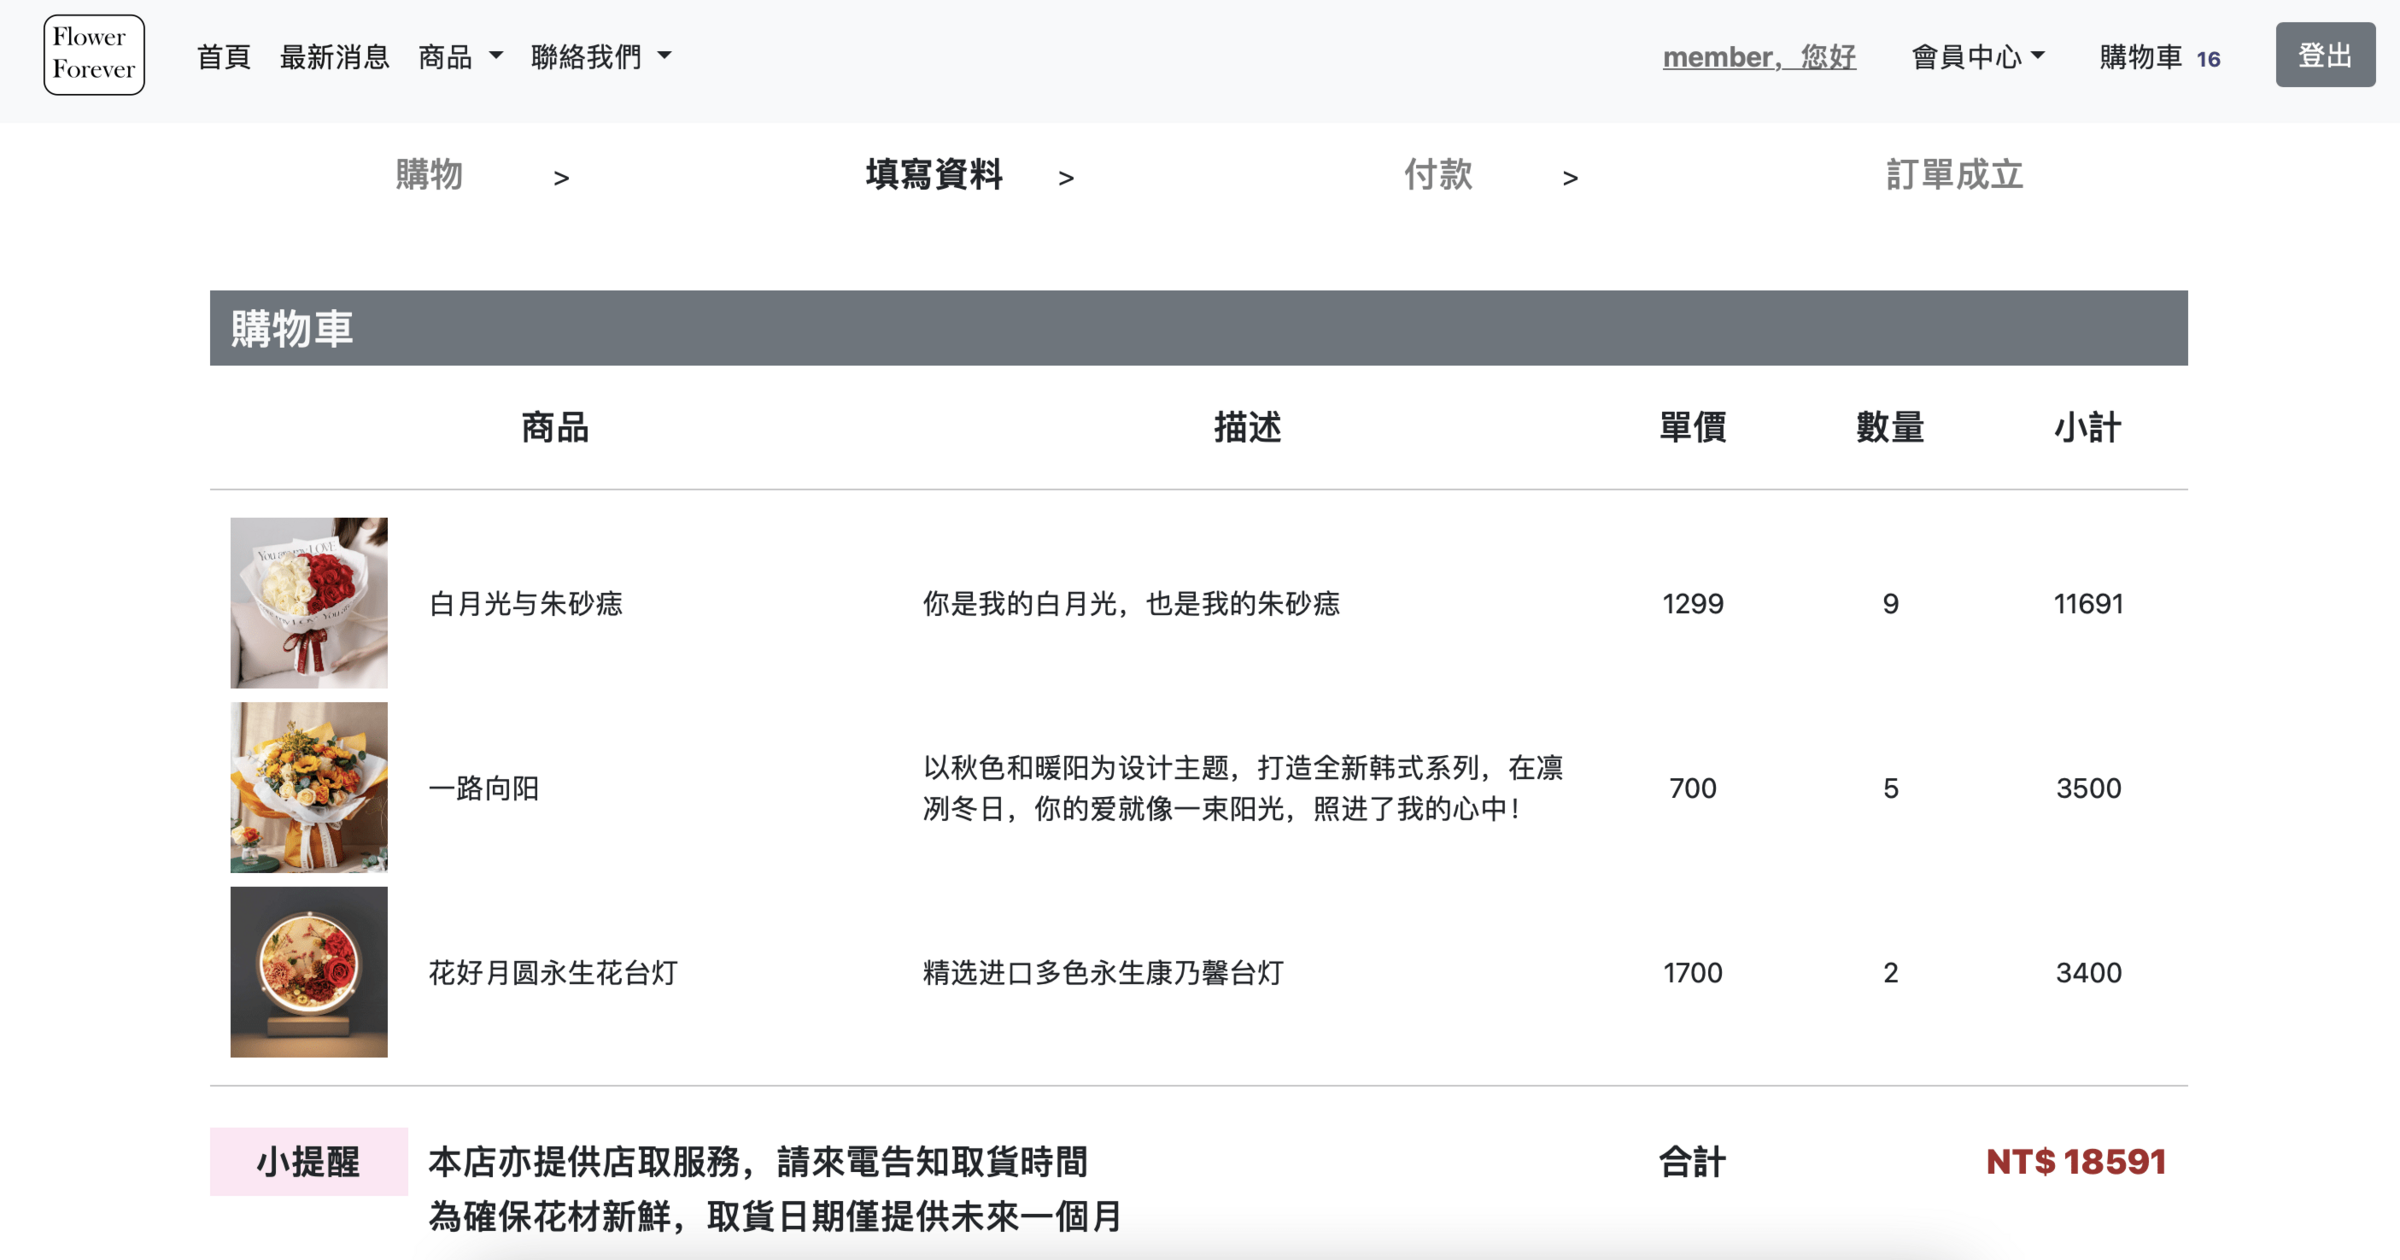 Flower
Forever
首頁 最新消息 商品 聯絡我們 member，您好 會員中心 購物車 16 登出
購物 > 填寫資料 > 付款 > 訂單成立
購物車
商品 描述 單價 數量 小計
白月光与朱砂痣 你是我的白月光，也是我的朱砂痣 1299 9 11691
一路向阳 以秋色和暖阳为设计主题，打造全新韩式系列，在凛
冽冬日，你的爱就像一束阳光，照进了我的心中！ 700 5 3500
花好月圆永生花台灯 精选进口多色永生康乃馨台灯 1700 2 3400
小提醒 本店亦提供店取服務，請來電告知取貨時間 合計 NT$ 18591
為確保花材新鮮，取貨日期僅提供未來一個月